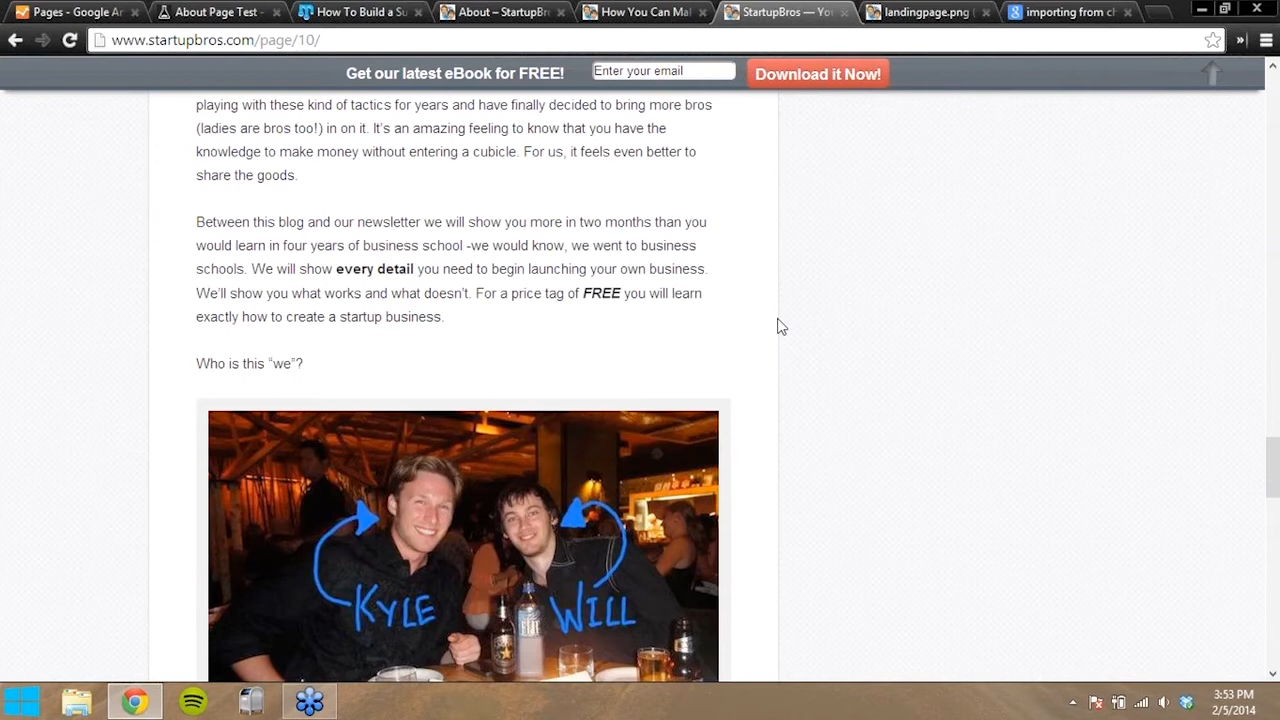 Pages - Google An
About Page Test -
How To Build a Su
About – StartupBr
How You Can Mal
StartupBros — You
landingpage.png (
importing from ch
www.startupbros.com/page/10/
Get our latest eBook for FREE!
Enter your email
Download it Now!
playing with these kind of tactics for years and have finally decided to bring more bros
(ladies are bros too!) in on it. It's an amazing feeling to know that you have the
knowledge to make money without entering a cubicle. For us, it feels even better to
share the goods.
Between this blog and our newsletter we will show you more in two months than you
would learn in four years of business school -we would know, we went to business
schools. We will show every detail you need to begin launching your own business.
We'll show you what works and what doesn't. For a price tag of FREE you will learn
exactly how to create a startup business.
Who is this “we”?
KYLE
WILL
3:53 PM
2/5/2014